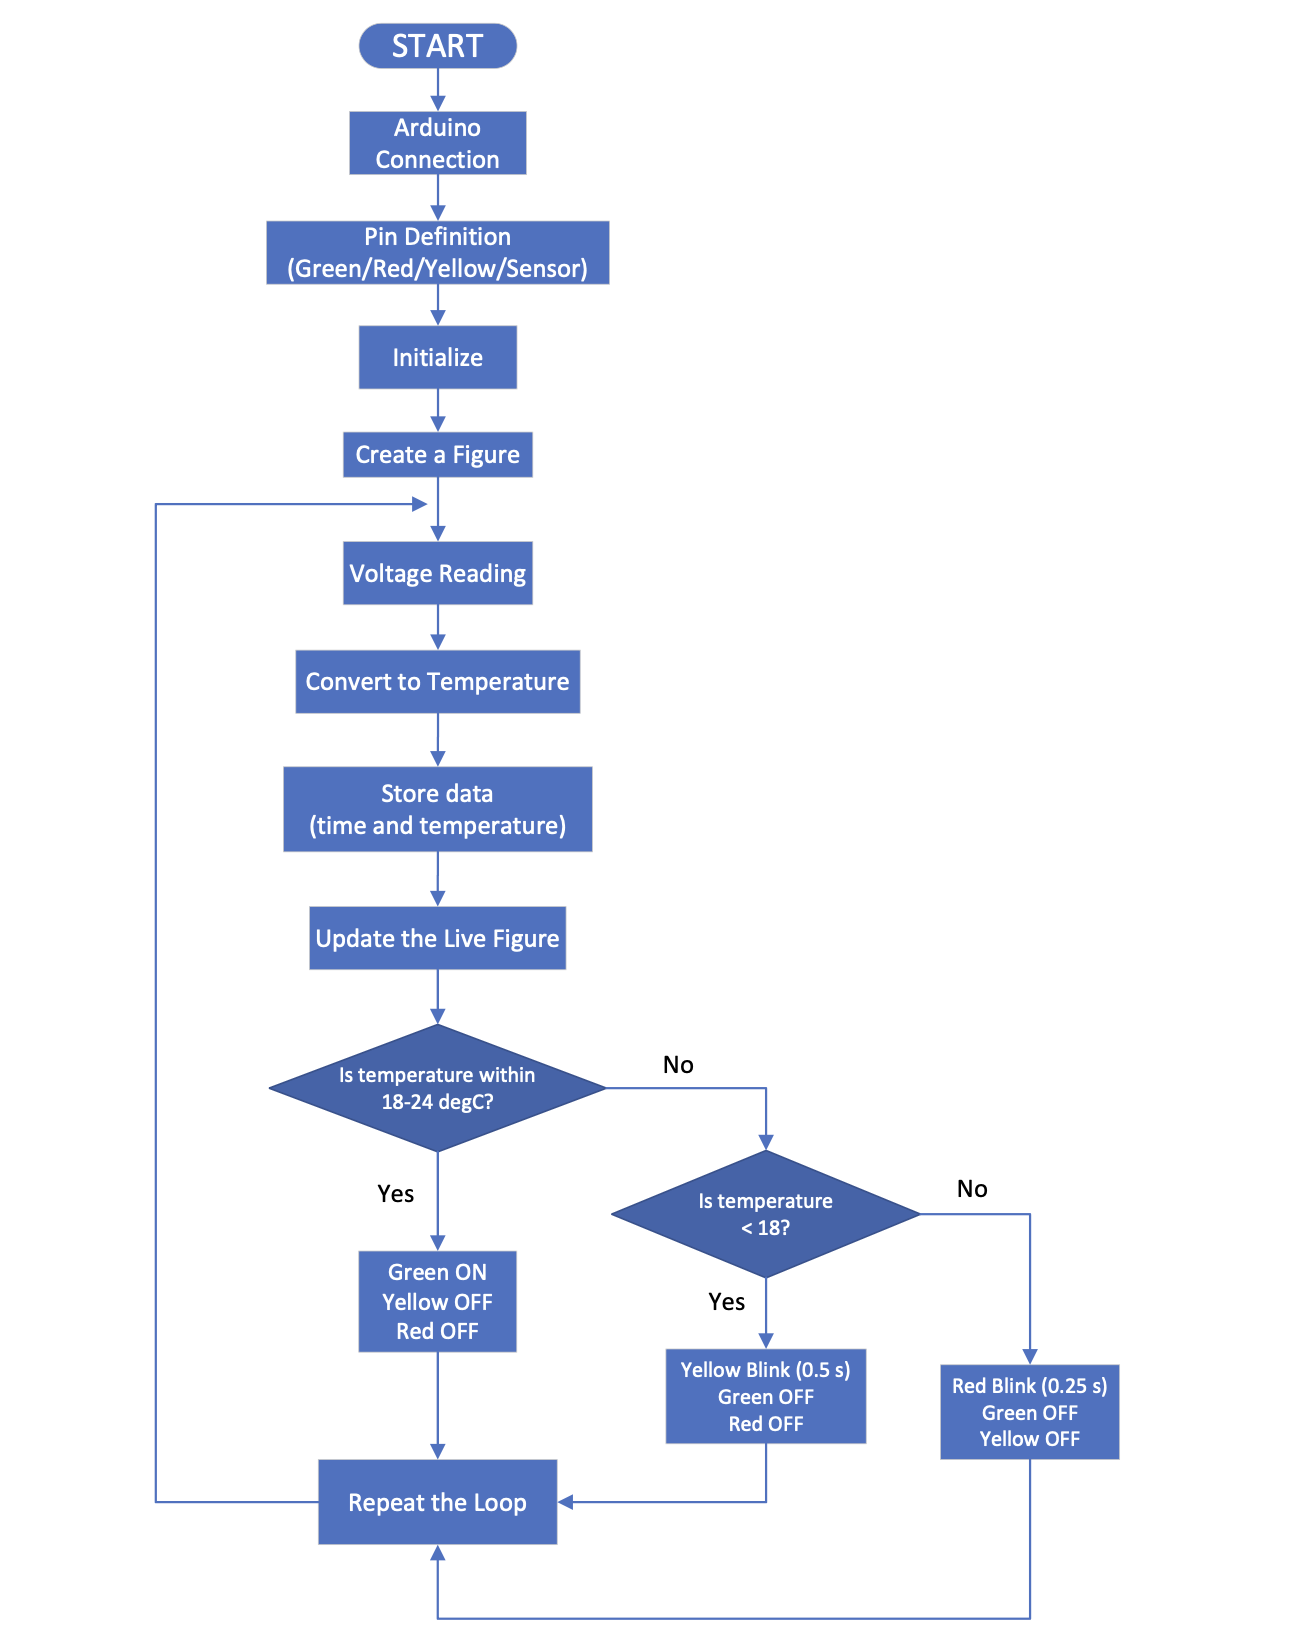 START
Arduino
Connection
Pin Definition
(Green/Red/Yellow/Sensor)
Initialize
Create a Figure
Voltage Reading
Convert to Temperature
Store data
(time and temperature)
Update the Live Figure
Is temperature within
18-24 degC?
No
Yes
Is temperature
< 18?
No
Yes
Green ON
Yellow OFF
Red OFF
Yellow Blink (0.5 s)
Green OFF
Red OFF
Red Blink (0.25 s)
Green OFF
Yellow OFF
Repeat the Loop